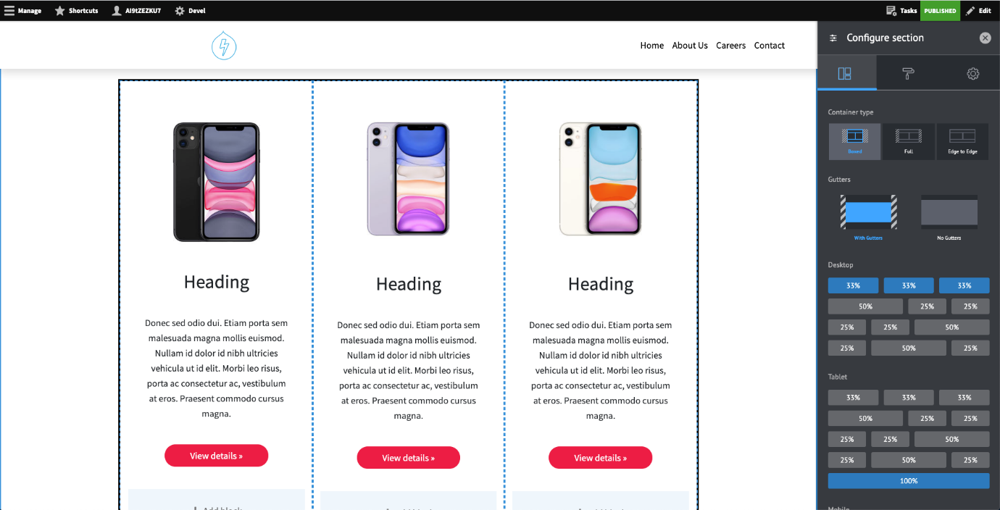 Manage Shortcuts AI9tZEZKU7 Devel Tasks PUBLISHED Edit
Home About Us Careers Contact
Heading
Donec sed odio dui. Etiam porta sem
malesuada magna mollis euismod.
Nullam id dolor id nibh ultricies
vehicula ut id elit. Morbi leo risus,
porta ac consectetur ac, vestibulum
at eros. Praesent commodo cursus
magna.
View details »
Heading
Donec sed odio dui. Etiam porta sem
malesuada magna mollis euismod.
Nullam id dolor id nibh ultricies
vehicula ut id elit. Morbi leo risus,
porta ac consectetur ac, vestibulum
at eros. Praesent commodo cursus
magna.
View details »
Heading
Donec sed odio dui. Etiam porta sem
malesuada magna mollis euismod.
Nullam id dolor id nibh ultricies
vehicula ut id elit. Morbi leo risus,
porta ac consectetur ac, vestibulum
at eros. Praesent commodo cursus
magna.
View details »
Configure section
Container type
Boxed Full Edge to Edge
Gutters
With Gutters No Gutters
Desktop
33% 33% 33%
50% 25% 25%
25% 25% 50%
25% 50% 25%
Tablet
33% 33% 33%
50% 25% 25%
25% 25% 50%
25% 50% 25%
100%
Mobile